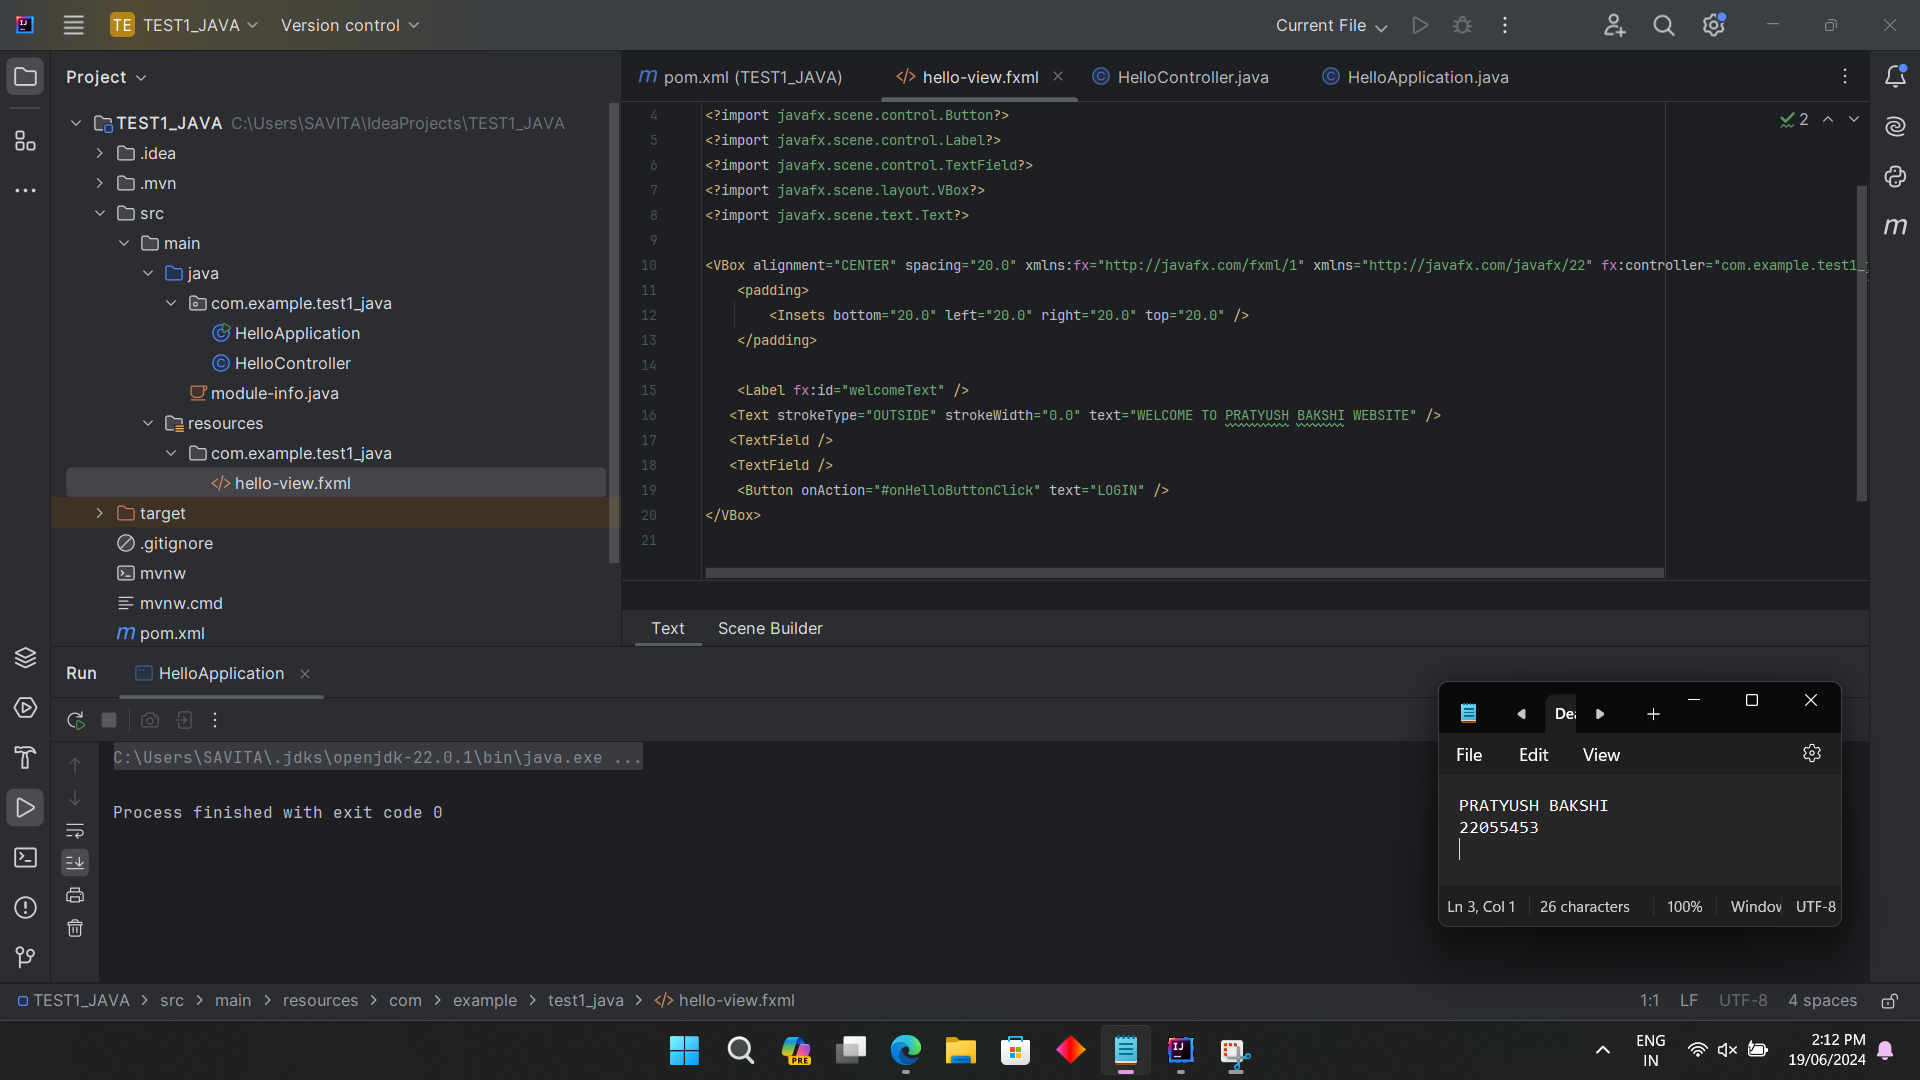 TE TEST1_JAVA Version control Current File
Project
TEST1_JAVA C:\Users\SAVITA\IdeaProjects\TEST1_JAVA
.idea
.mvn
src
main
java
com.example.test1_java
HelloApplication
HelloController
module-info.java
resources
com.example.test1_java
hello-view.fxml
target
.gitignore
mvnw
mvnw.cmd
pom.xml
pom.xml (TEST1_JAVA) hello-view.fxml HelloController.java HelloApplication.java
2
4 <?import javafx.scene.control.Button?>
5 <?import javafx.scene.control.Label?>
6 <?import javafx.scene.control.TextField?>
7 <?import javafx.scene.layout.VBox?>
8 <?import javafx.scene.text.Text?>
9
10 <VBox alignment="CENTER" spacing="20.0" xmlns:fx="http://javafx.com/fxml/1" xmlns="http://javafx.com/javafx/22" fx:controller="com.example.test1_
11 <padding>
12 <Insets bottom="20.0" left="20.0" right="20.0" top="20.0" />
13 </padding>
14
15 <Label fx:id="welcomeText" />
16 <Text strokeType="OUTSIDE" strokeWidth="0.0" text="WELCOME TO PRATYUSH BAKSHI WEBSITE" />
17 <TextField />
18 <TextField />
19 <Button onAction="#onHelloButtonClick" text="LOGIN" />
20 </VBox>
21
Text Scene Builder
Run HelloApplication
C:\Users\SAVITA\.jdks\openjdk-22.0.1\bin\java.exe ...
Process finished with exit code 0
Dea
File Edit View
PRATYUSH BAKSHI
22055453
Ln 3, Col 1 26 characters 100% Window UTF-8
TEST1_JAVA > src > main > resources > com > example > test1_java > hello-view.fxml 1:1 LF UTF-8 4 spaces
PRE
ENG
IN
2:12 PM
19/06/2024